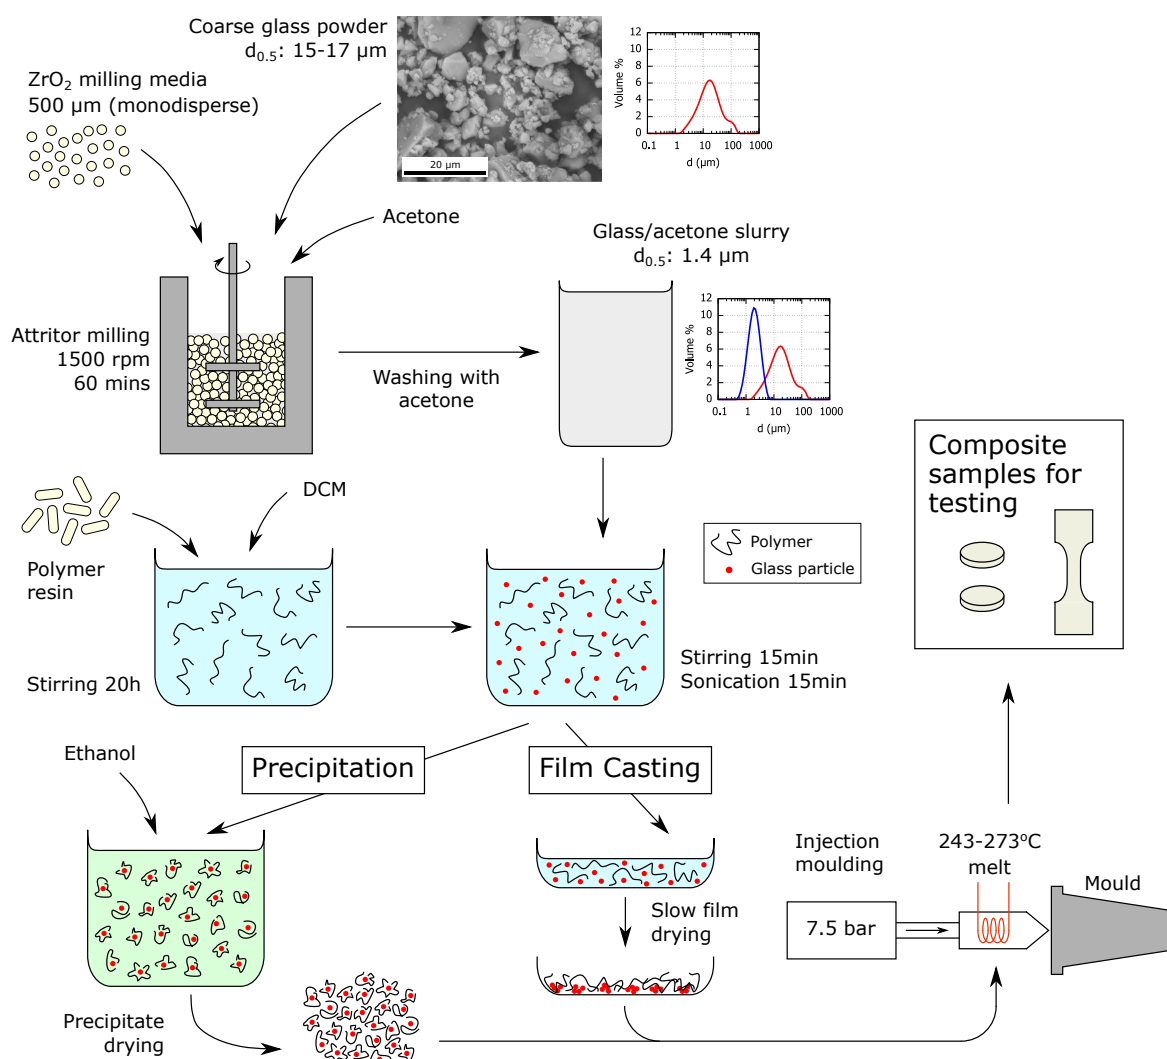 Coarse glass powder
d0.5: 15-17 µm
ZrO2 milling media
500 µm (monodisperse)
20 µm
Volume %
12
10
8
6
4
2
0
0.1 1 10 100 1000
d (µm)
Acetone
Glass/acetone slurry
d0.5: 1.4 µm
Attritor milling
1500 rpm
60 mins
Washing with
acetone
Volume %
12
10
8
6
4
2
0
0.1 1 10 100 1000
d (µm)
Composite
samples for
testing
DCM
Polymer
resin
Polymer
Glass particle
Stirring 20h
Stirring 15min
Sonication 15min
Ethanol
Precipitation
Film Casting
Injection
moulding
243-273°C
melt
Mould
7.5 bar
Slow film
drying
Precipitate
drying